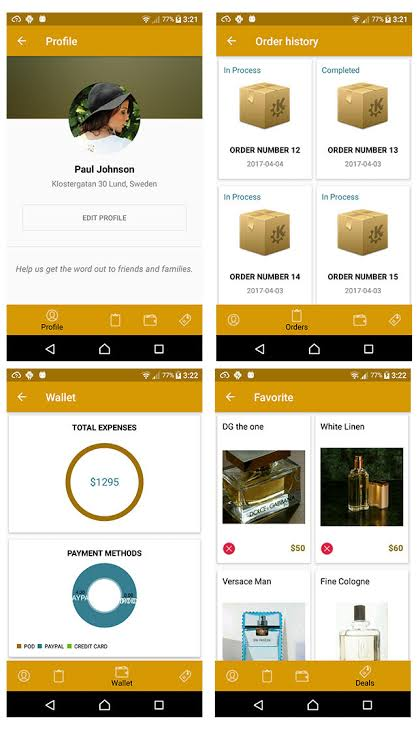 77% 3:21
Profile
Paul Johnson
Klostergatan 30 Lund, Sweden
EDIT PROFILE
Help us get the word out to friends and families.
Profile
77% 3:21
Order history
In Process
Completed
ORDER NUMBER 12
2017-04-04
ORDER NUMBER 13
2017-04-03
In Process
In Process
ORDER NUMBER 14
2017-04-03
ORDER NUMBER 15
2017-04-03
Orders
77% 3:22
Wallet
TOTAL EXPENSES
$1295
PAYMENT METHODS
POD PAYPAL CREDIT CARD
Wallet
77% 3:22
Favorite
DG the one
White Linen
DOLCE & GABBANA
$50
$60
Versace Man
Fine Cologne
Deals